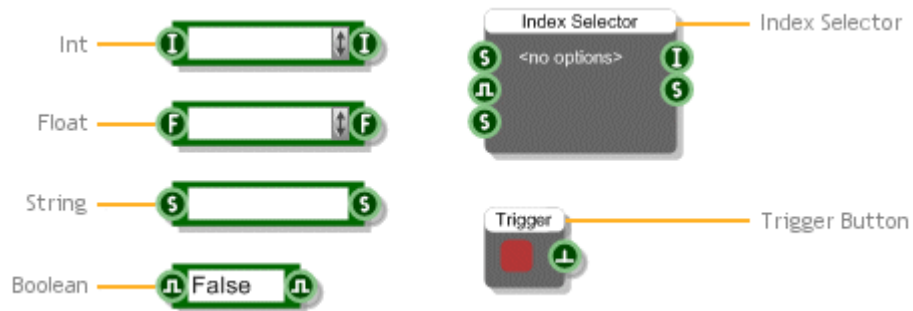 Int
I
I
Float
F
F
String
S
S
Boolean
False
Index Selector
Index Selector
<no options>
S
I
S
S
Trigger
Trigger Button